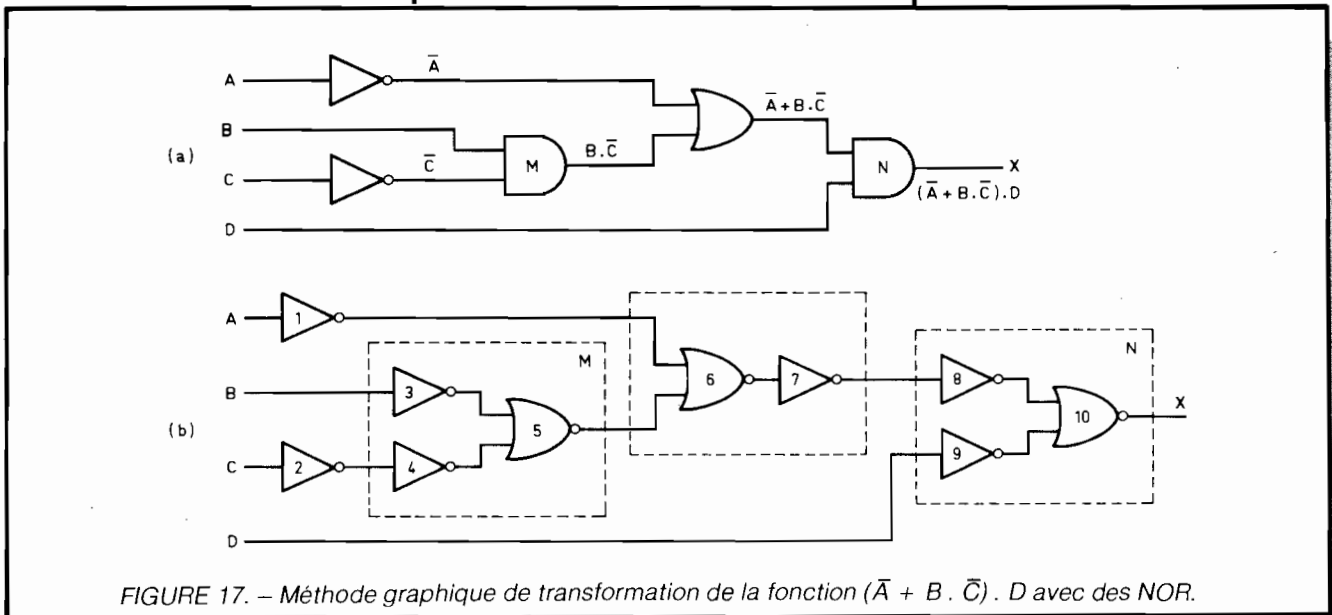 A
A̅
B
(a)
M
B.C̅
A̅+B.C̅
N
X
C
C̅
(A̅+B.C̅).D
D
A
1
B
3
M
5
6
7
8
N
10
X
(b)
C
2
4
9
D
FIGURE 17. – Méthode graphique de transformation de la fonction (A̅ + B . C̅) . D avec des NOR.